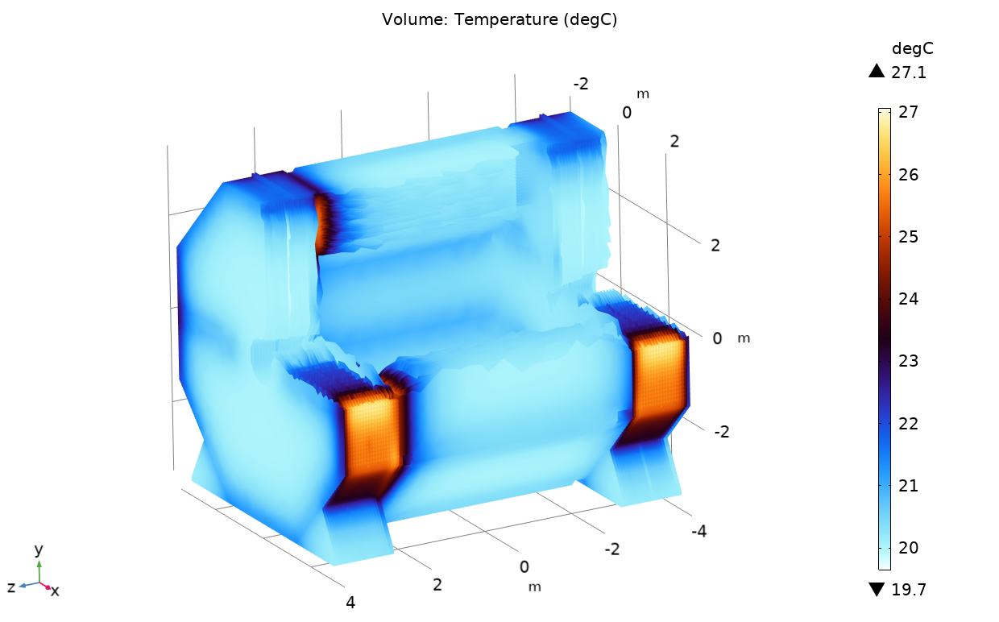 Volume: Temperature (degC)
degC
▲ 27.1
-2
m
0
2
2
0
m
-2
-4
-2
0
m
2
4
27
26
25
24
23
22
21
20
▼ 19.7
y
z
x